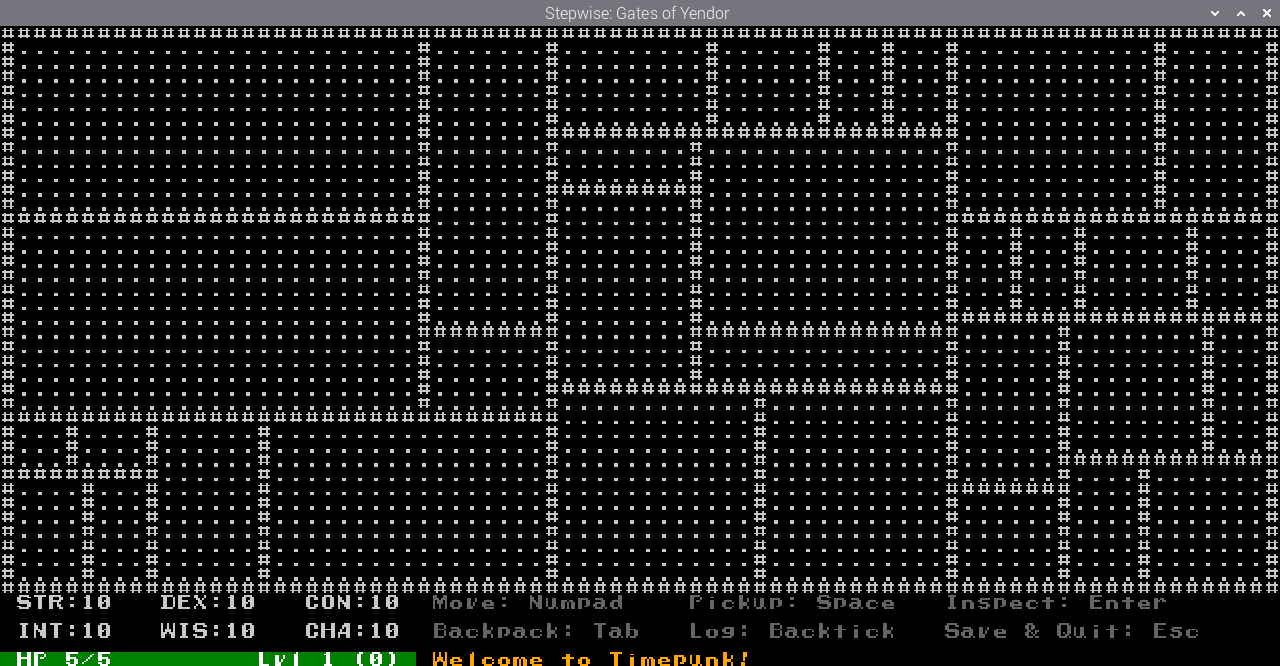 Stepwise: Gates of Yendor
STR:10 DEX:10 CON:10 Move: Numpad Pickup: Space Inspect: Enter
INT:10 WIS:10 CHA:10 Backpack: Tab Log: Backtick Save & Quit: Esc
HP 5/5 Lvl 1 (0) Welcome to Timepunk!